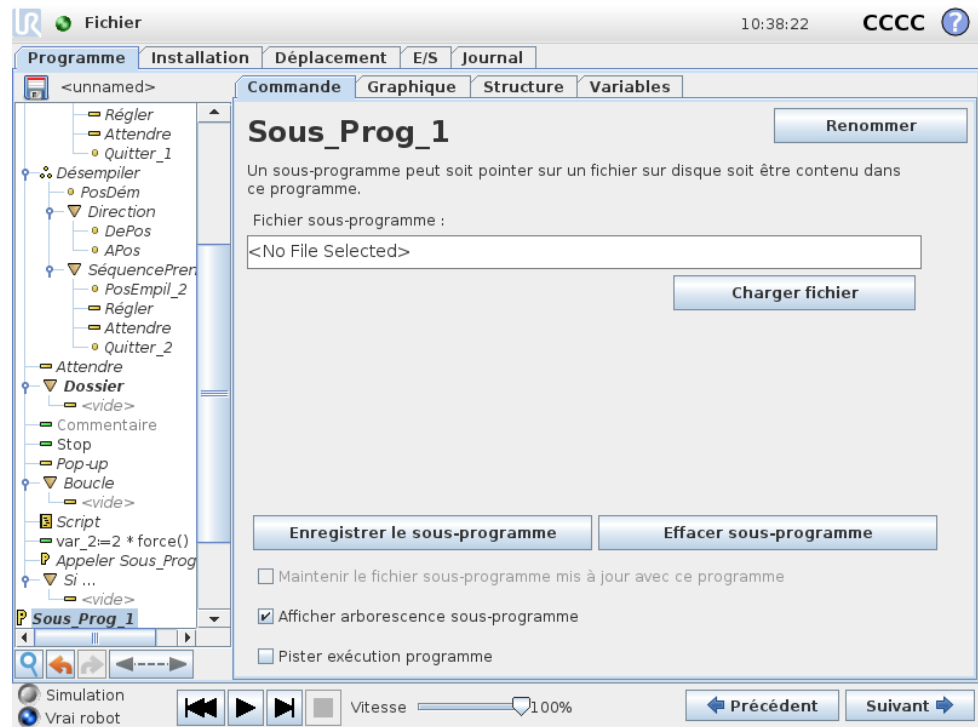 UR Fichier 10:38:22 CCCC ?
Programme Installation Déplacement E/S Journal
<unnamed>
Commande Graphique Structure Variables
Régler
Attendre
Quitter_1
Désempiler
PosDém
Direction
DePos
APos
SéquencePren
PosEmpil_2
Régler
Attendre
Quitter_2
Attendre
Dossier
<vide>
Commentaire
Stop
Pop-up
Boucle
<vide>
Script
var_2:=2 * force()
Appeler Sous_Prog
Si ...
<vide>
Sous_Prog_1
Sous_Prog_1
Renommer
Un sous-programme peut soit pointer sur un fichier sur disque soit être contenu dans
ce programme.
Fichier sous-programme :
<No File Selected>
Charger fichier
Enregistrer le sous-programme Effacer sous-programme
Maintenir le fichier sous-programme mis à jour avec ce programme
Afficher arborescence sous-programme
Pister exécution programme
Simulation
Vrai robot
Vitesse 100%
Précédent Suivant